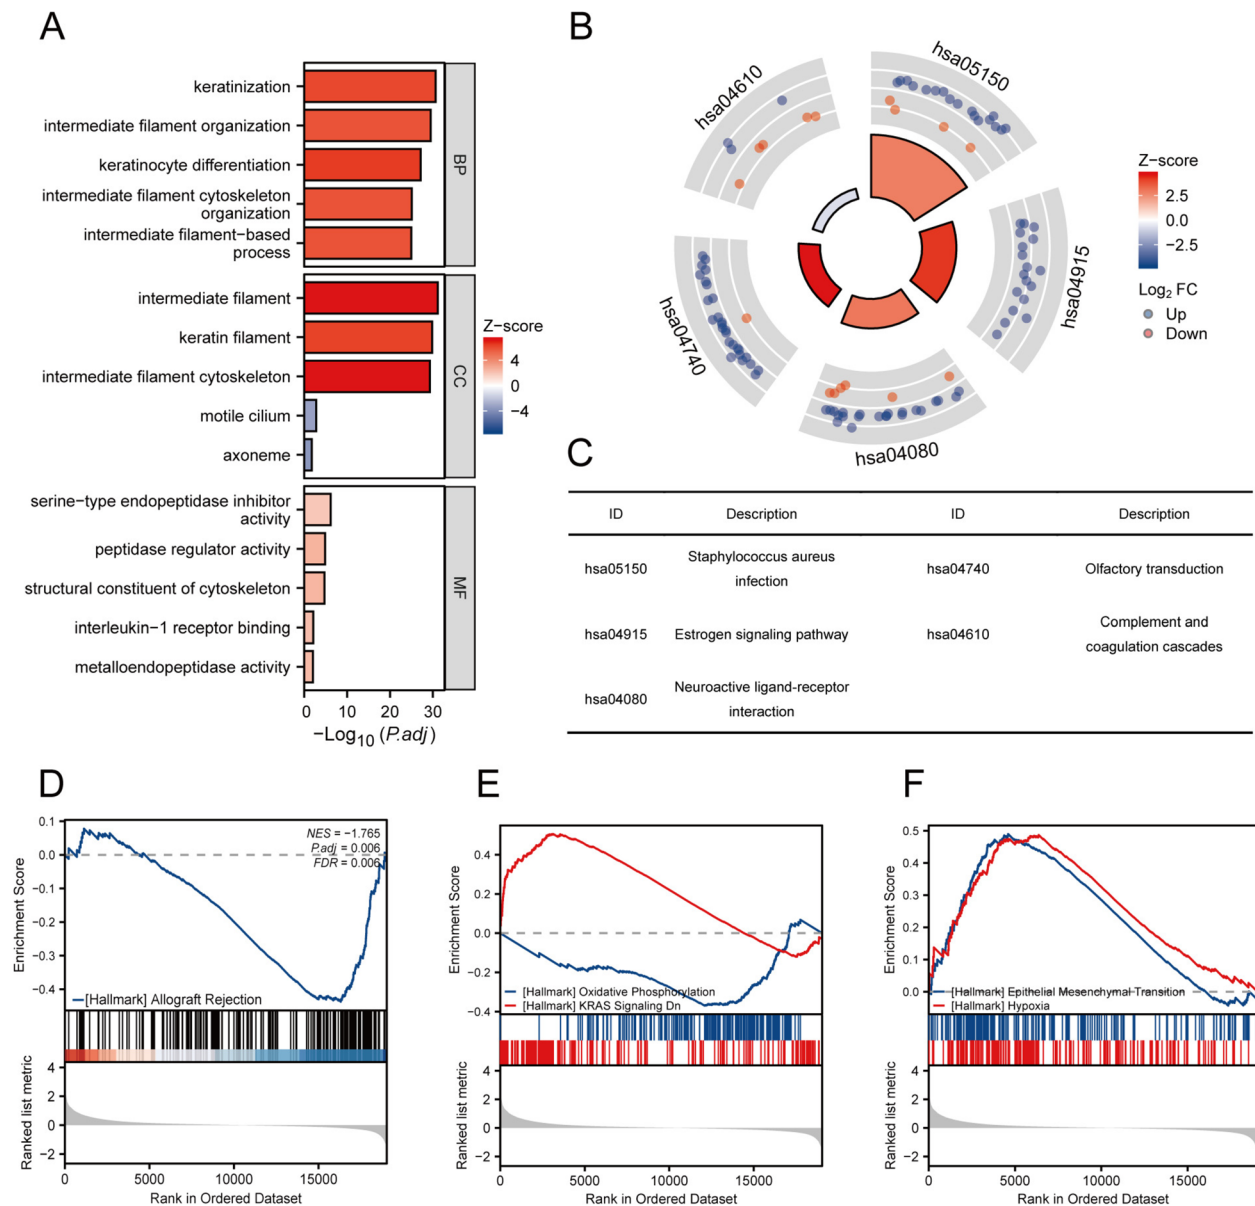 A
keratinization
intermediate filament organization
keratinocyte differentiation
intermediate filament cytoskeleton
organization
intermediate filament−based
process
BP
intermediate filament
keratin filament
intermediate filament cytoskeleton
motile cilium
axoneme
CC
serine−type endopeptidase inhibitor
activity
peptidase regulator activity
structural constituent of cytoskeleton
interleukin−1 receptor binding
metalloendopeptidase activity
MF
0 10 20 30
−Log10 (P.adj)
Z−score
4
0
−4
B
hsa04610
hsa05150
hsa04915
hsa04080
hsa04740
Z−score
2.5
0.0
−2.5
Log2 FC
Up
Down
C
ID Description ID Description
hsa05150 Staphylococcus aureus infection hsa04740 Olfactory transduction
hsa04915 Estrogen signaling pathway hsa04610 Complement and coagulation cascades
hsa04080 Neuroactive ligand-receptor interaction
D
0.1
0.0
−0.1
−0.2
−0.3
−0.4
Enrichment Score
NES = −1.765
P.adj = 0.006
FDR = 0.006
[Hallmark] Allograft Rejection
4
2
0
−2
Ranked list metric
0 5000 10000 15000
Rank in Ordered Dataset
E
0.4
0.2
0.0
−0.2
−0.4
Enrichment Score
[Hallmark] Oxidative Phosphorylation
[Hallmark] KRAS Signaling Dn
4
2
0
−2
Ranked list metric
0 5000 10000 15000
Rank in Ordered Dataset
F
0.5
0.4
0.3
0.2
0.1
0.0
Enrichment Score
[Hallmark] Epithelial Mesenchymal Transition
[Hallmark] Hypoxia
4
2
0
−2
Ranked list metric
0 5000 10000 15000
Rank in Ordered Dataset